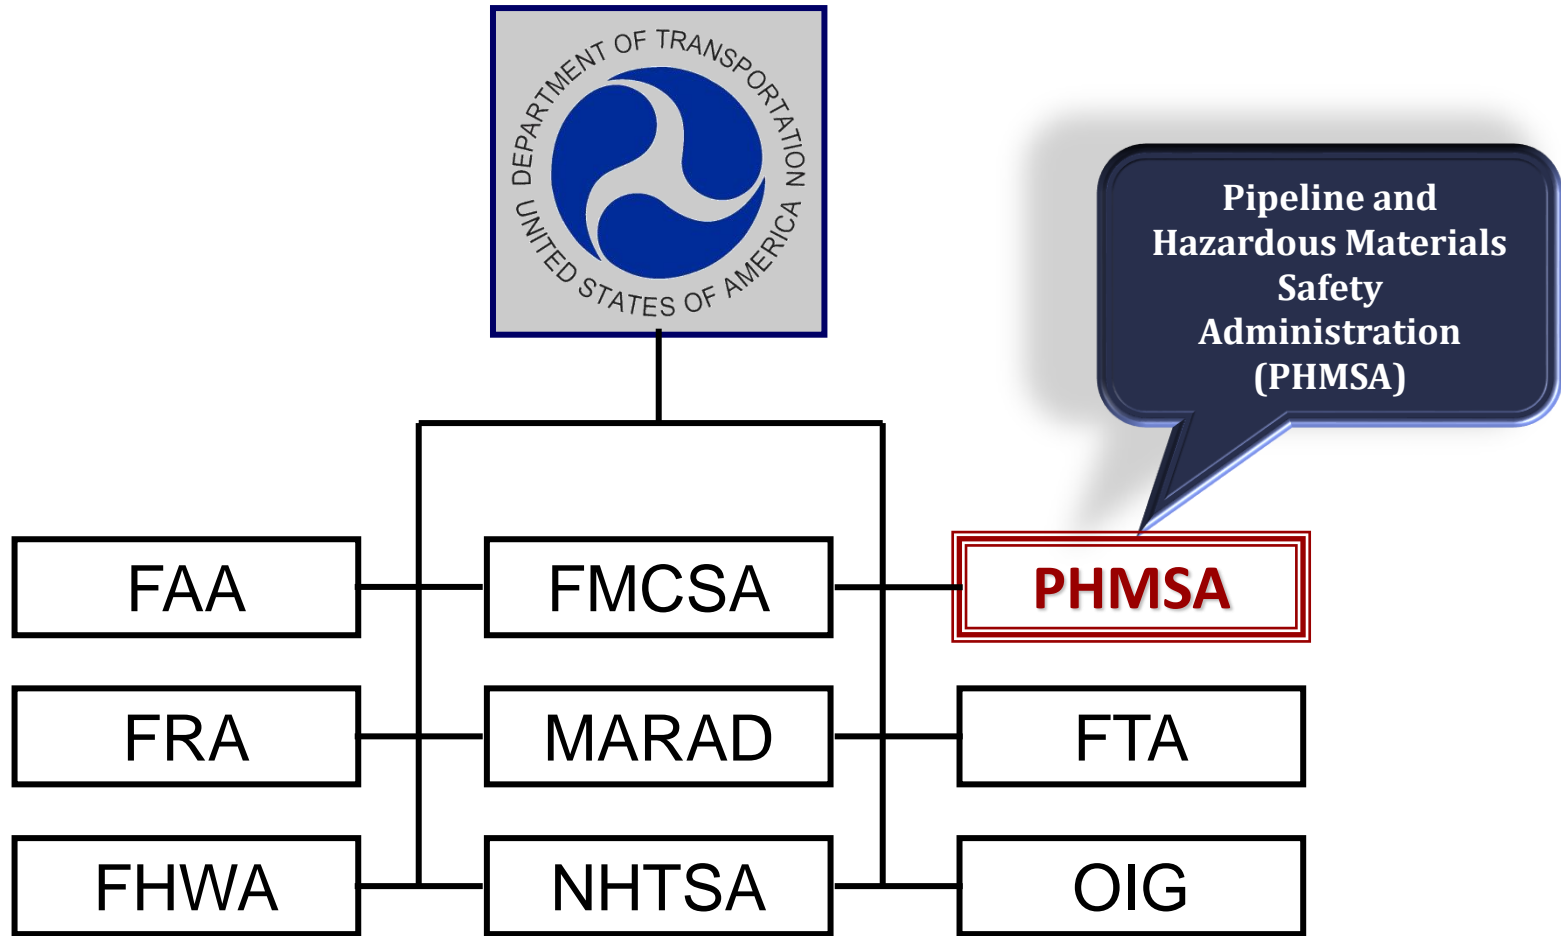 DEPARTMENT OF TRANSPORTATION
UNITED STATES OF AMERICA
Pipeline and
Hazardous Materials
Safety
Administration
(PHMSA)
FAA
FMCSA
PHMSA
FRA
MARAD
FTA
FHWA
NHTSA
OIG